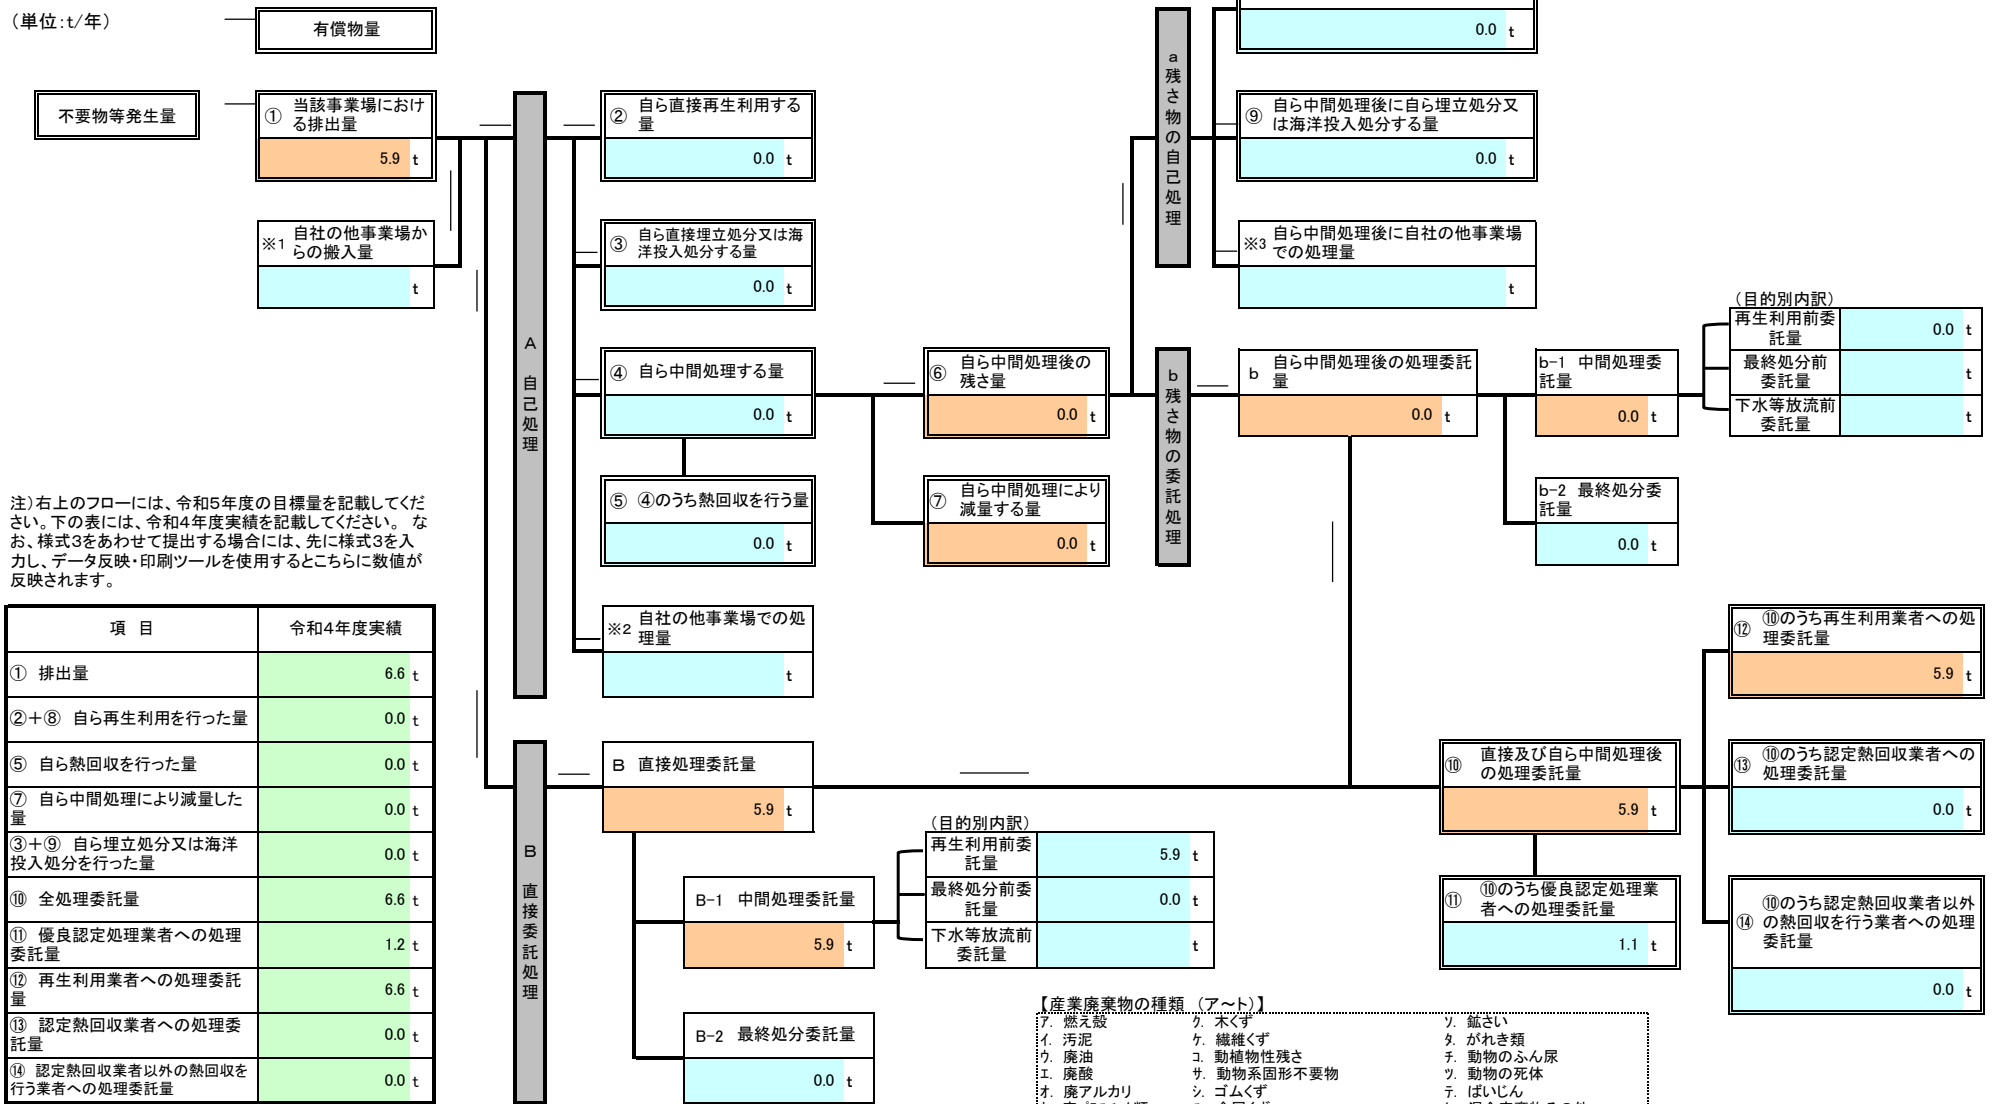 （単位：t/年）
有償物量
0.0 t
不要物等発生量
① 当該事業場におけ
る排出量
5.9 t
※1 自社の他事業場か
らの搬入量
t
A
自己処理
② 自ら直接再生利用する
量
0.0 t
③ 自ら直接埋立処分又は海
洋投入処分する量
0.0 t
④ 自ら中間処理する量
0.0 t
⑤ ④のうち熱回収を行う量
0.0 t
※2 自社の他事業場での処
理量
t
⑥ 自ら中間処理後の
残さ量
0.0 t
⑦ 自ら中間処理により
減量する量
0.0 t
a
残さ物の自己処理
⑨ 自ら中間処理後に自ら埋立処分又
は海洋投入処分する量
0.0 t
※3 自ら中間処理後に自社の他事業場
での処理量
t
b
残さ物の委託処理
b 自ら中間処理後の処理委託
量
0.0 t
b-1 中間処理委
託量
0.0 t
（目的別内訳）
再生利用前委
託量
0.0 t
最終処分前
委託量
t
下水等放流前
委託量
t
b-2 最終処分委
託量
0.0 t
注）右上のフローには、令和5年度の目標量を記載してくだ
さい。下の表には、令和4年度実績を記載してください。 な
お、様式3をあわせて提出する場合には、先に様式3を入
力し、データ反映・印刷ツールを使用するとこちらに数値が
反映されます。
項 目 令和4年度実績
① 排出量 6.6 t
②＋⑧ 自ら再生利用を行った量 0.0 t
⑤ 自ら熱回収を行った量 0.0 t
⑦ 自ら中間処理により減量した
量 0.0 t
③＋⑨ 自ら埋立処分又は海洋
投入処分を行った量 0.0 t
⑩ 全処理委託量 6.6 t
⑪ 優良認定処理業者への処理
委託量 1.2 t
⑫ 再生利用業者への処理委託
量 6.6 t
⑬ 認定熱回収業者への処理委
託量 0.0 t
⑭ 認定熱回収業者以外の熱回収を
行う業者への処理委託量 0.0 t
B
直接委託処理
B 直接処理委託量
5.9 t
B-1 中間処理委託量
5.9 t
B-2 最終処分委託量
0.0 t
（目的別内訳）
再生利用前委
託量
5.9 t
最終処分前委
託量
0.0 t
下水等放流前
委託量
t
⑩ 直接及び自ら中間処理後
の処理委託量
5.9 t
⑪ ⑩のうち優良認定処理業
者への処理委託量
1.1 t
⑫ ⑩のうち再生利用業者への処
理委託量
5.9 t
⑬ ⑩のうち認定熱回収業者への
処理委託量
0.0 t
⑭ ⑩のうち認定熱回収業者以外
の熱回収を行う業者への処理
委託量
0.0 t
【産業廃棄物の種類 （ア～ト）】
ア. 燃え殻 ク. 木くず ソ. 鉱さい
イ. 汚泥 ケ. 繊維くず タ. がれき類
ウ. 廃油 コ. 動植物性残さ チ. 動物のふん尿
エ. 廃酸 サ. 動物系固形不要物 ツ. 動物の死体
オ. 廃アルカリ シ. ゴムくず テ. ばいじん